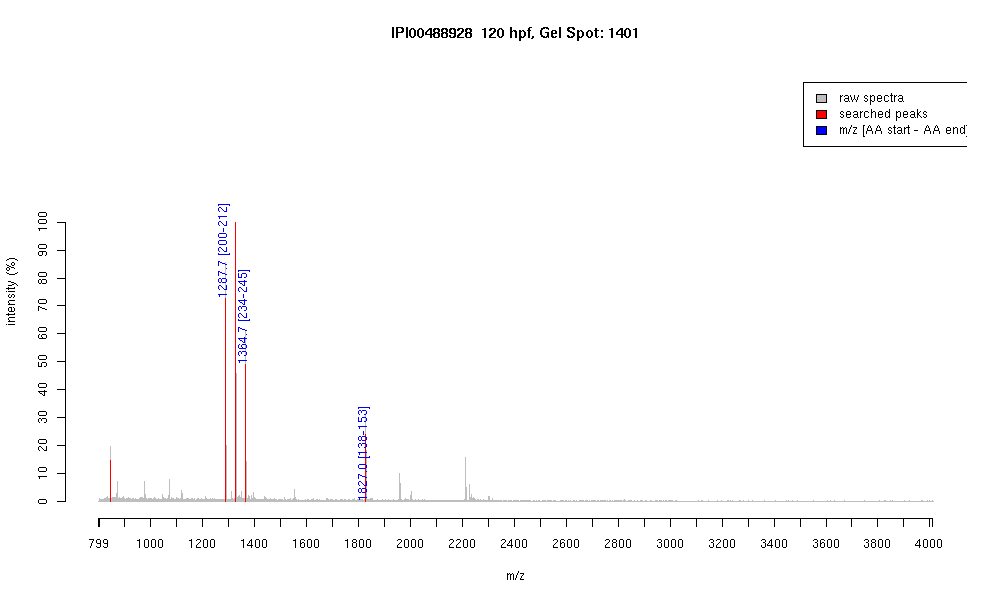 IPI00488928 120 hpf, Gel Spot: 1401
raw spectra
searched peaks
m/z [AA start - AA end]
intensity (%)
100
90
80
70
60
50
40
30
20
10
0
1287.7 [200-212]
1364.7 [234-245]
1827.0 [138-153]
799 1000 1200 1400 1600 1800 2000 2200 2400 2600 2800 3000 3200 3400 3600 3800 4000
m/z